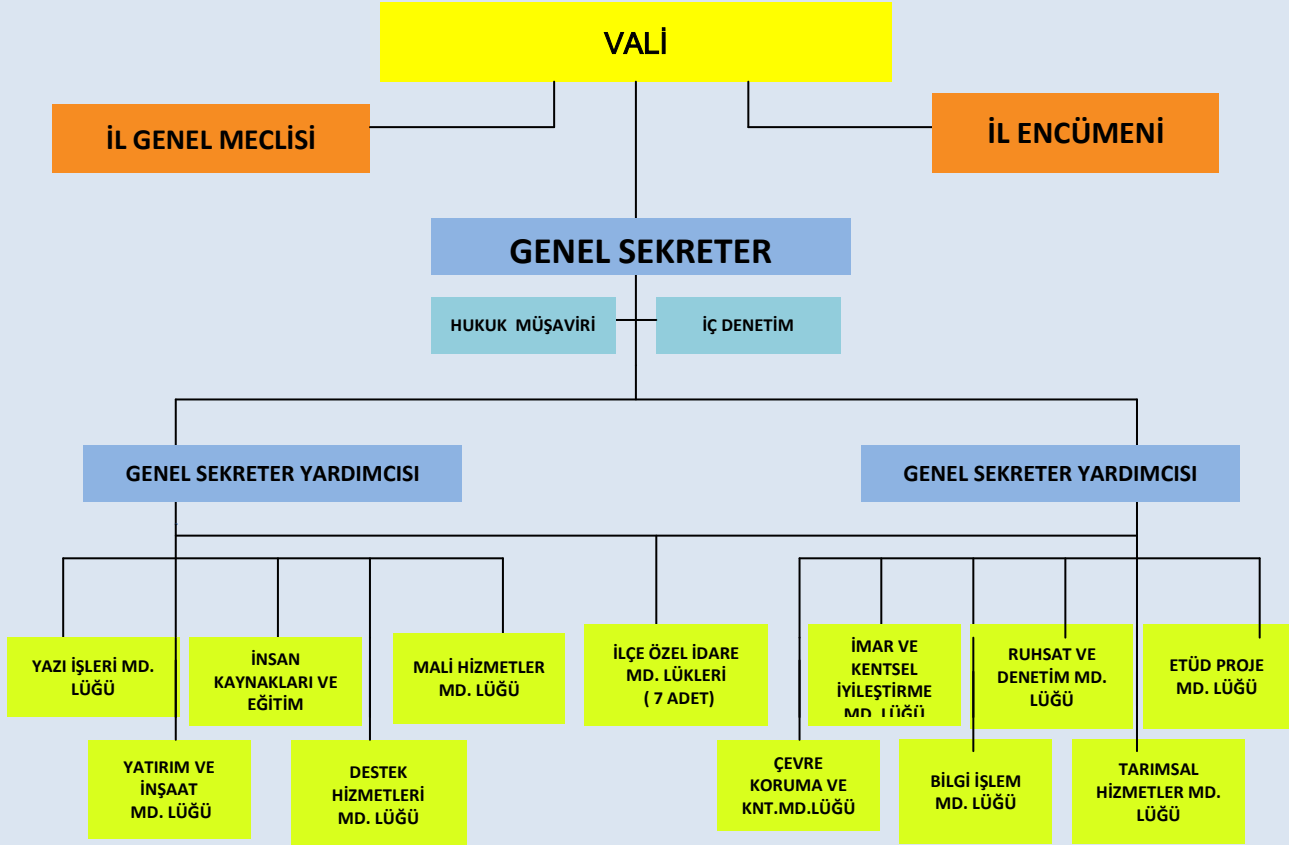 VALİ
İL GENEL MECLİSİ
İL ENCÜMENİ
GENEL SEKRETER
HUKUK MÜŞAVİRİ
İÇ DENETİM
GENEL SEKRETER YARDIMCISI
GENEL SEKRETER YARDIMCISI
YAZI İŞLERİ MD.
LÜĞÜ
İNSAN
KAYNAKLARI VE
EĞİTİM
MALİ HİZMETLER
MD. LÜĞÜ
İLÇE ÖZEL İDARE
MD. LÜKLERİ
( 7 ADET)
İMAR VE
KENTSEL
İYİLEŞTİRME
MD. LÜĞÜ
RUHSAT VE
DENETİM MD.
LÜĞÜ
ETÜD PROJE
MD. LÜĞÜ
YATIRIM VE
İNŞAAT
MD. LÜĞÜ
DESTEK
HİZMETLERİ
MD. LÜĞÜ
ÇEVRE
KORUMA VE
KNT.MD.LÜĞÜ
BİLGİ İŞLEM
MD. LÜĞÜ
TARIMSAL
HİZMETLER MD.
LÜĞÜ